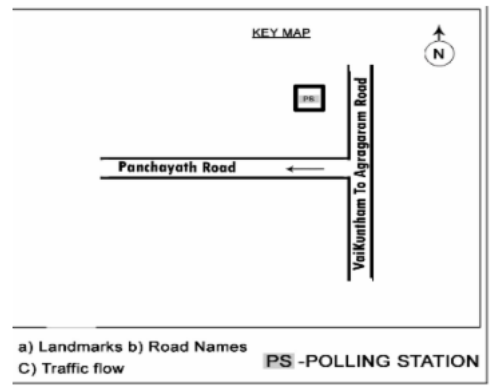 KEY MAP
N
PS
Panchayath Road
VaiKuntham To Agragaram Road
a) Landmarks b) Road Names
C) Traffic flow
PS -POLLING STATION